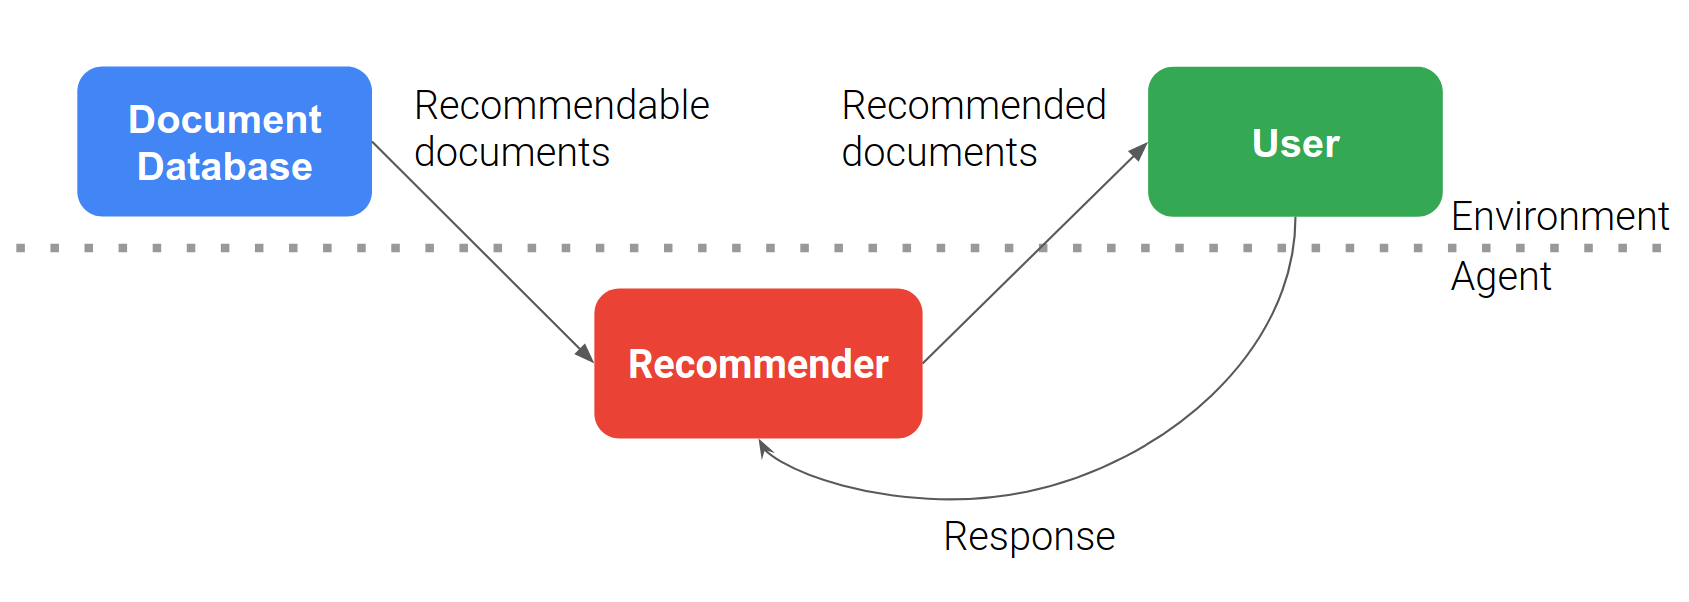 Document
Database
Recommendable
documents
Recommended
documents
User
Environment
Agent
Recommender
Response